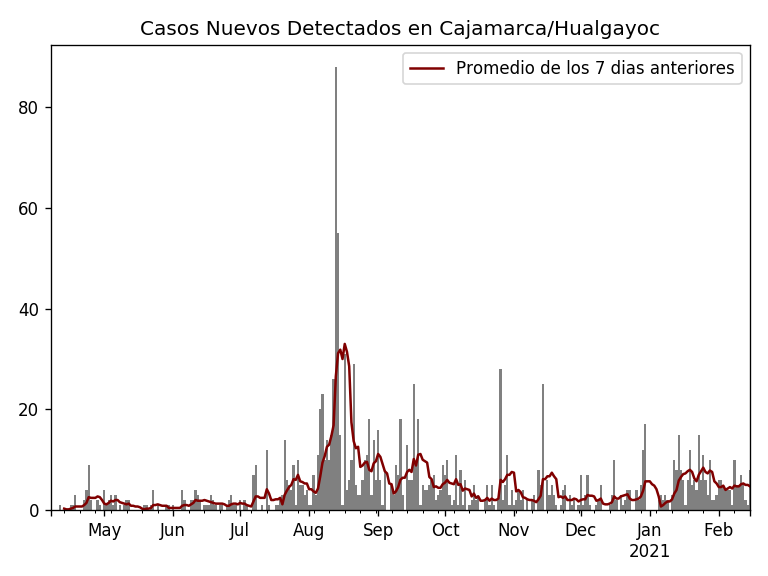 Casos Nuevos Detectados en Cajamarca/Hualgayoc
Promedio de los 7 dias anteriores
80
60
40
20
0
May Jun Jul Aug Sep Oct Nov Dec Jan Feb
2021